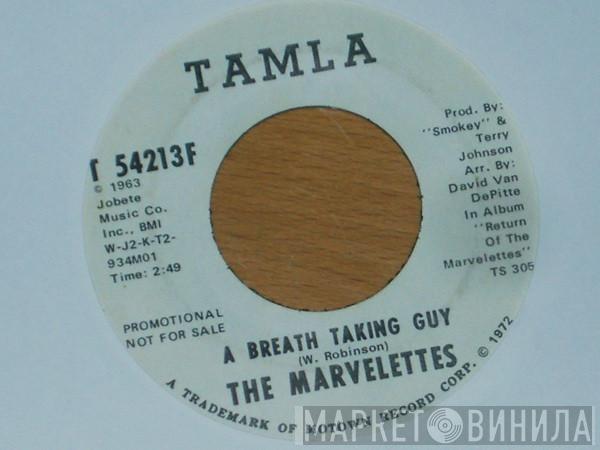 TAMLA
T 54213F
© 1963
Jobete
Music Co.
Inc., BMI
W-J2-K-T2-
934M01
Time: 2:49
Prod. By:
"Smokey" &
Terry
Johnson
Arr. By:
David Van
DePitte
In Album
"Return
Of The
Marvelettes"
TS 305
PROMOTIONAL
NOT FOR SALE
A BREATH TAKING GUY
(W. Robinson)
THE MARVELETTES
A TRADEMARK OF MOTOWN RECORD CORP. © 1972
МАРКЕТ ВИНИЛА